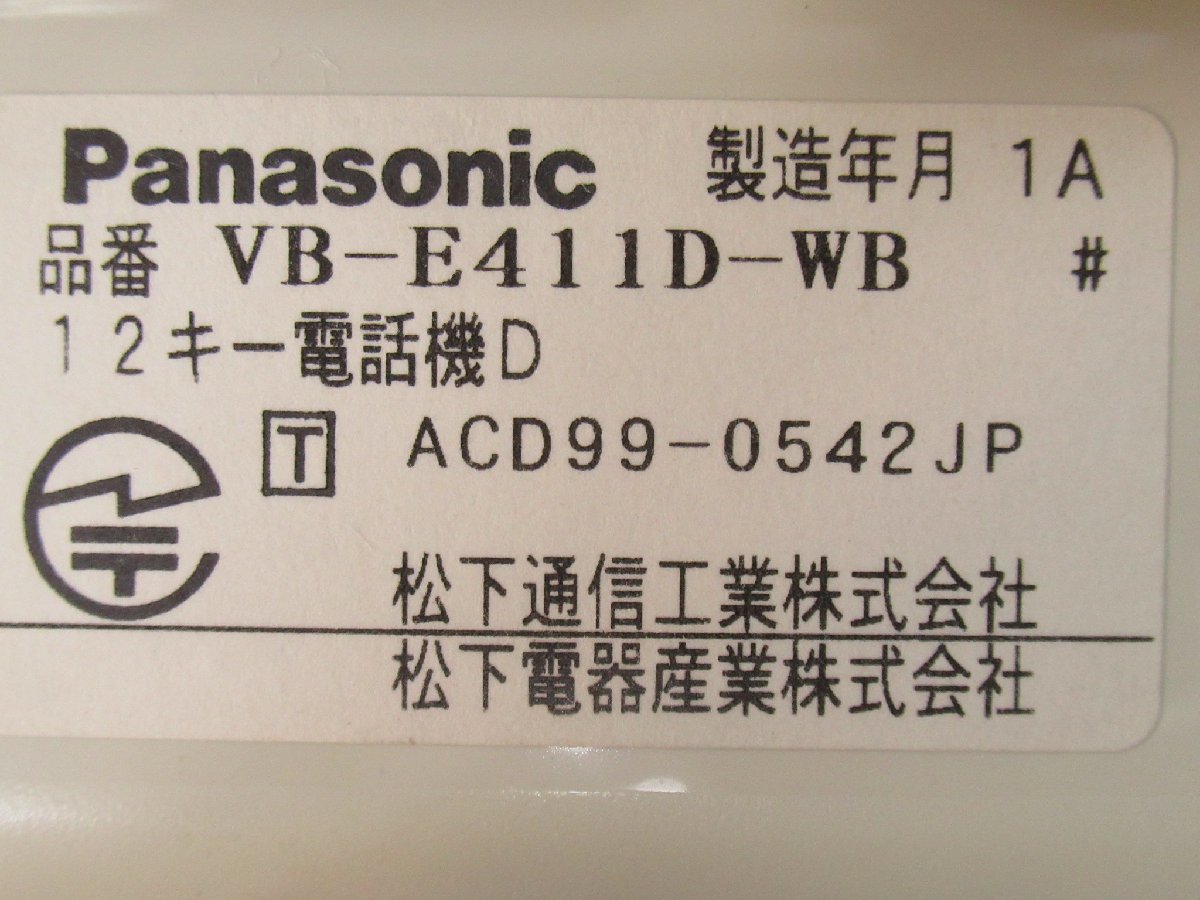 Panasonic 製造年月 1A
品番 VB-E411D-WB #
12キー電話機D
T ACD99-0542JP
松下通信工業株式会社
松下電器産業株式会社